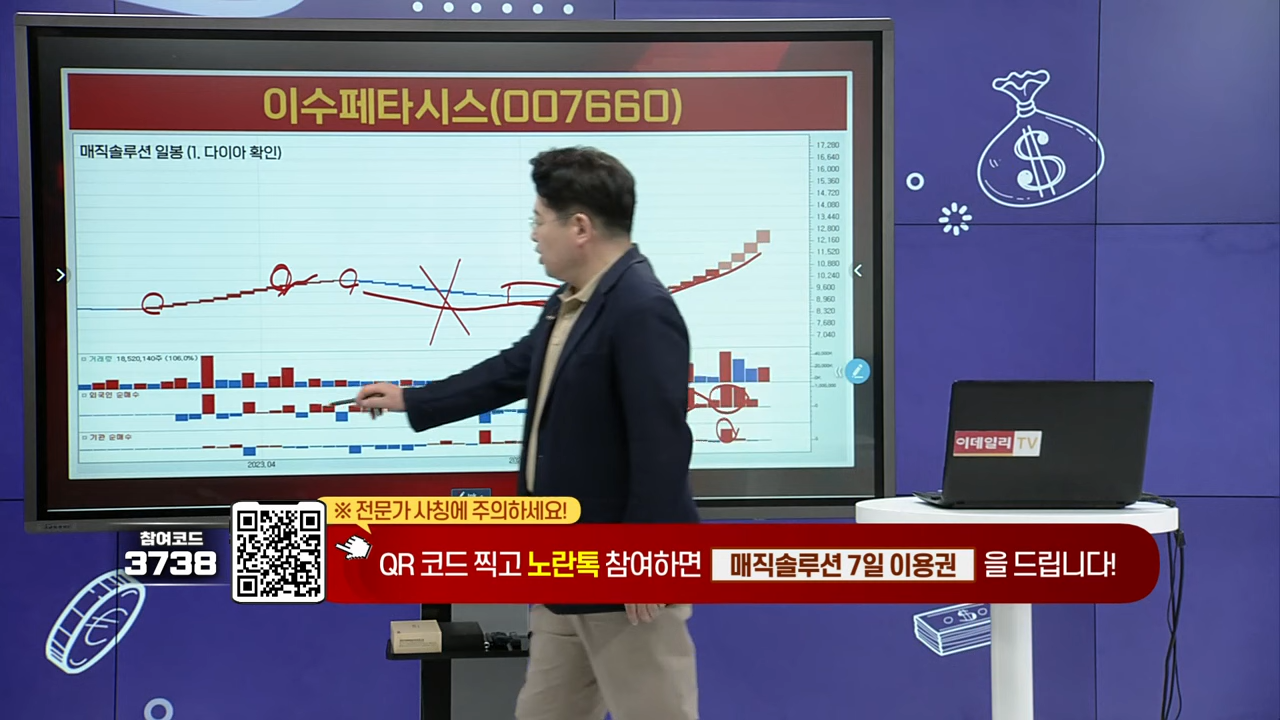 이수페타시스(007660)
매직솔루션 일봉 (1. 다이아 확인)
17,280
16,640
16,000
15,360
14,720
14,080
13,440
12,800
12,160
11,520
10,880
10,240
9,600
8,960
8,320
7,680
7,040
거래량 18,520,140주 (106.0%)
외국인 순매수
기관 순매수
2023.04
이데일리 TV
※ 전문가 사칭에 주의하세요!
참여코드
3738
QR 코드 찍고 노란톡 참여하면 매직솔루션 7일 이용권 을 드립니다!